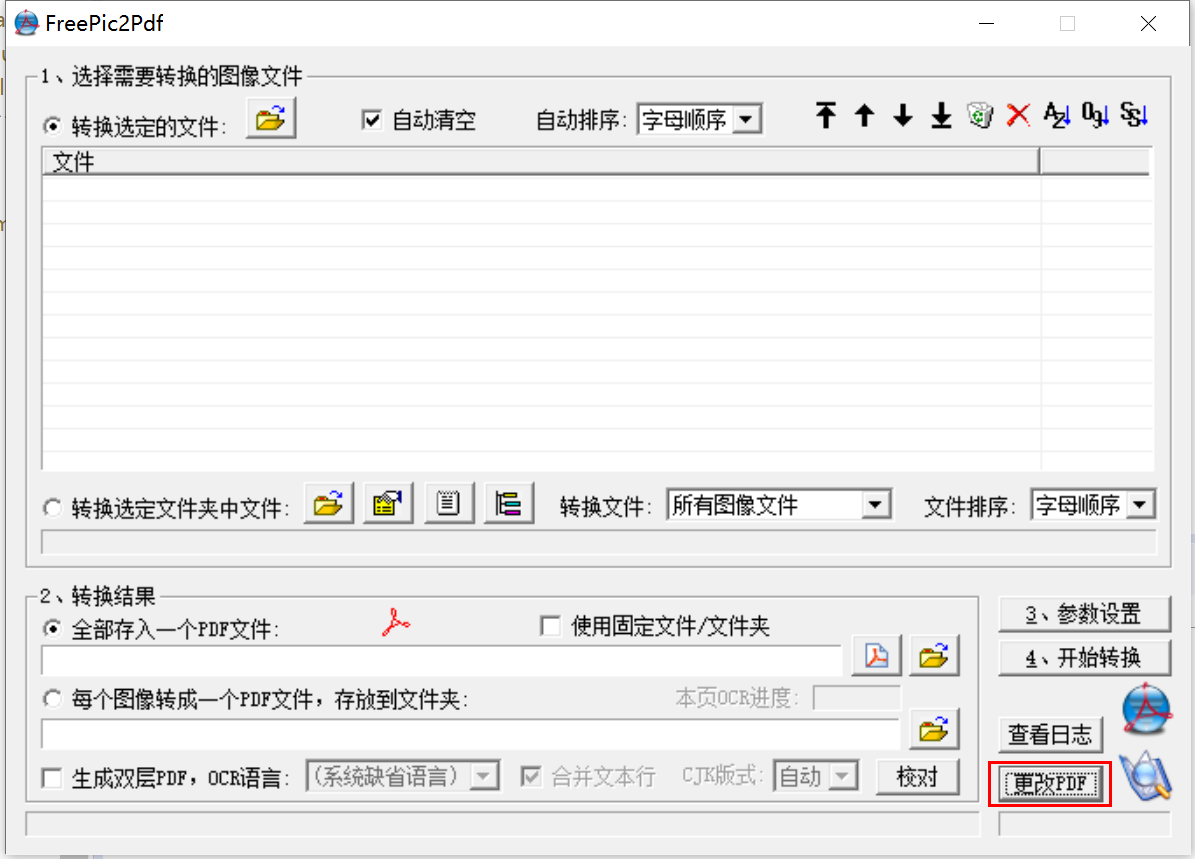 FreePic2Pdf
1、选择需要转换的图像文件
转换选定的文件: 自动清空 自动排序: 字母顺序
文件
转换选定文件夹中文件: 转换文件: 所有图像文件 文件排序: 字母顺序
2、转换结果
全部存入一个PDF文件: 使用固定文件/文件夹
每个图像转成一个PDF文件，存放到文件夹: 本页OCR进度:
生成双层PDF，OCR语言: (系统缺省语言) 合并文本行 CJK版式: 自动 校对
3、参数设置
4、开始转换
查看日志
更改PDF